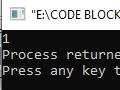 "E:\CODE BLOCK
1
Process returne
Press any key t